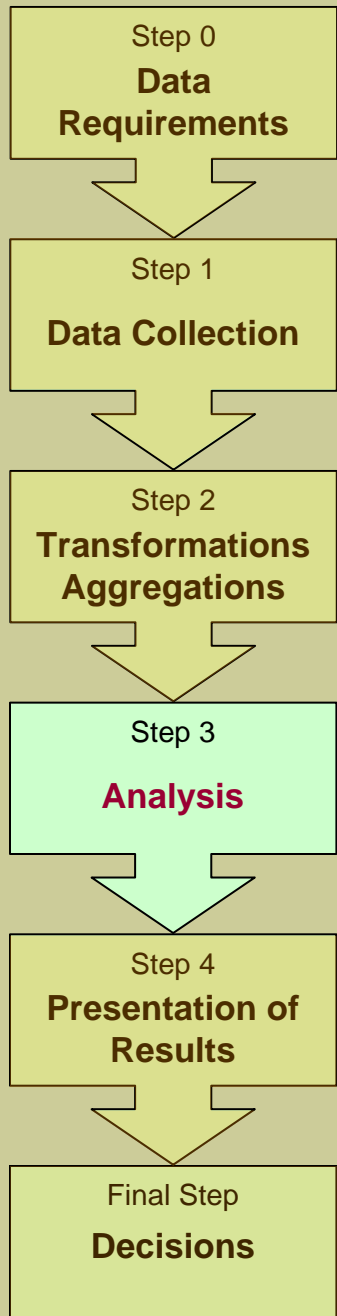 Step 0
Data
Requirements
Step 1
Data Collection
Step 2
Transformations
Aggregations
Step 3
Analysis
Step 4
Presentation of
Results
Final Step
Decisions